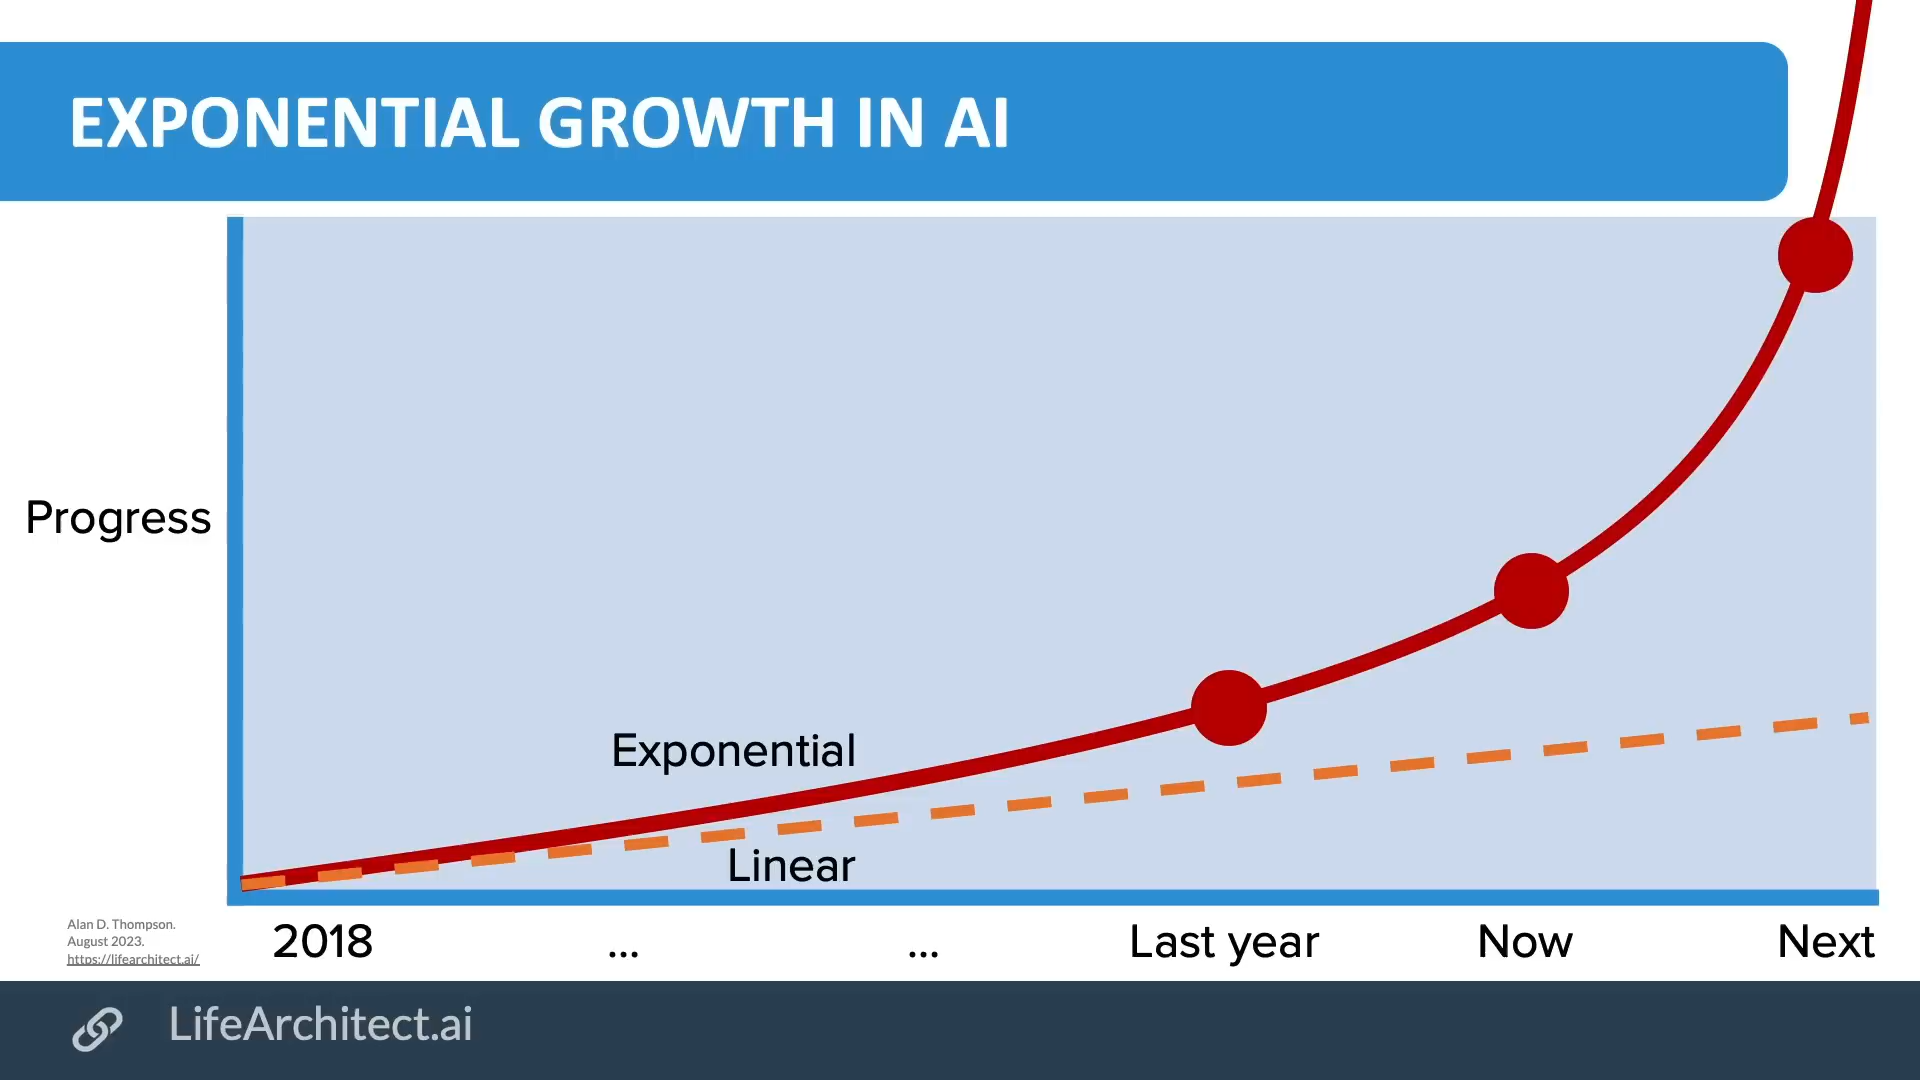 EXPONENTIAL GROWTH IN AI
Progress
Exponential
Linear
2018 ... ... Last year Now Next
Alan D. Thompson.
August 2023.
https://lifearchitect.ai/
LifeArchitect.ai